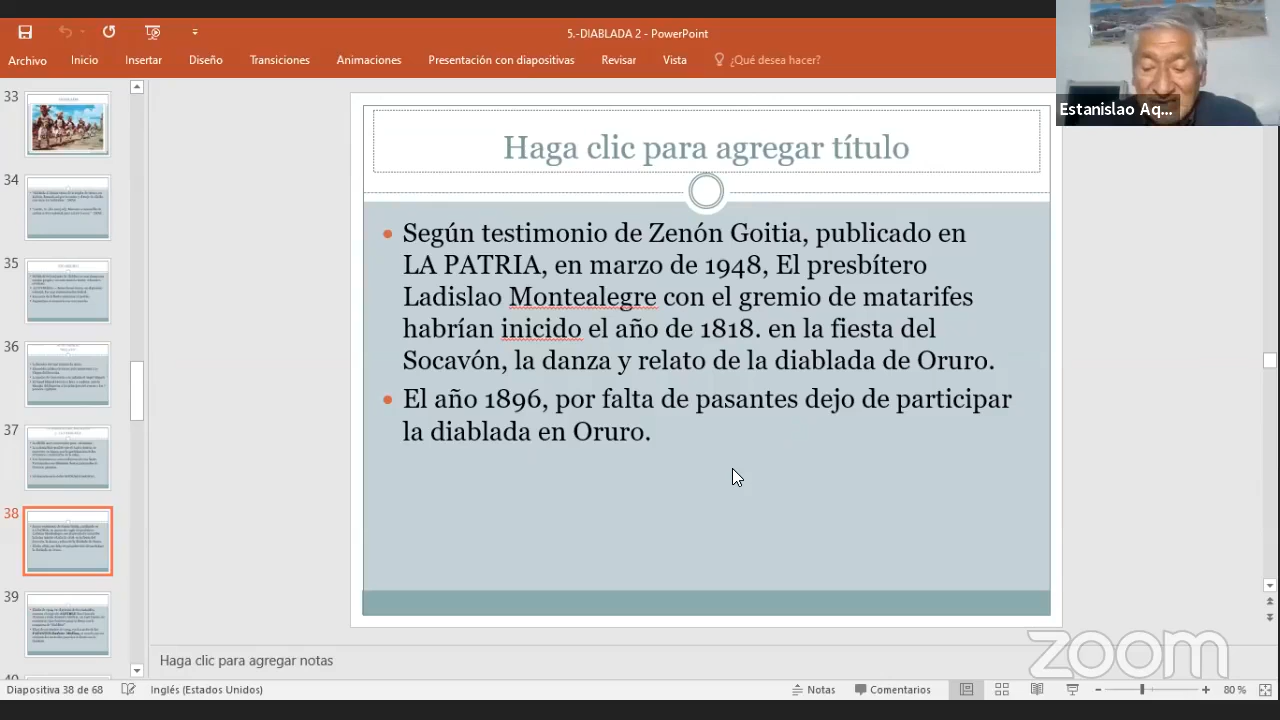 5.-DIABLADA 2 - PowerPoint
Archivo Inicio Insertar Diseño Transiciones Animaciones Presentación con diapositivas Revisar Vista ¿Qué desea hacer?
Estanislao Aq...
33
34
35
36
37
38
39
Haga clic para agregar título
Según testimonio de Zenón Goitia, publicado en
LA PATRIA, en marzo de 1948, El presbítero
Ladislao Montealegre con el gremio de matarifes
habrían inicido el año de 1818. en la fiesta del
Socavón, la danza y relato de la diablada de Oruro.
El año 1896, por falta de pasantes dejo de participar
la diablada en Oruro.
Haga clic para agregar notas
zoom
Diapositiva 38 de 68 Inglés (Estados Unidos) Notas Comentarios 80 %